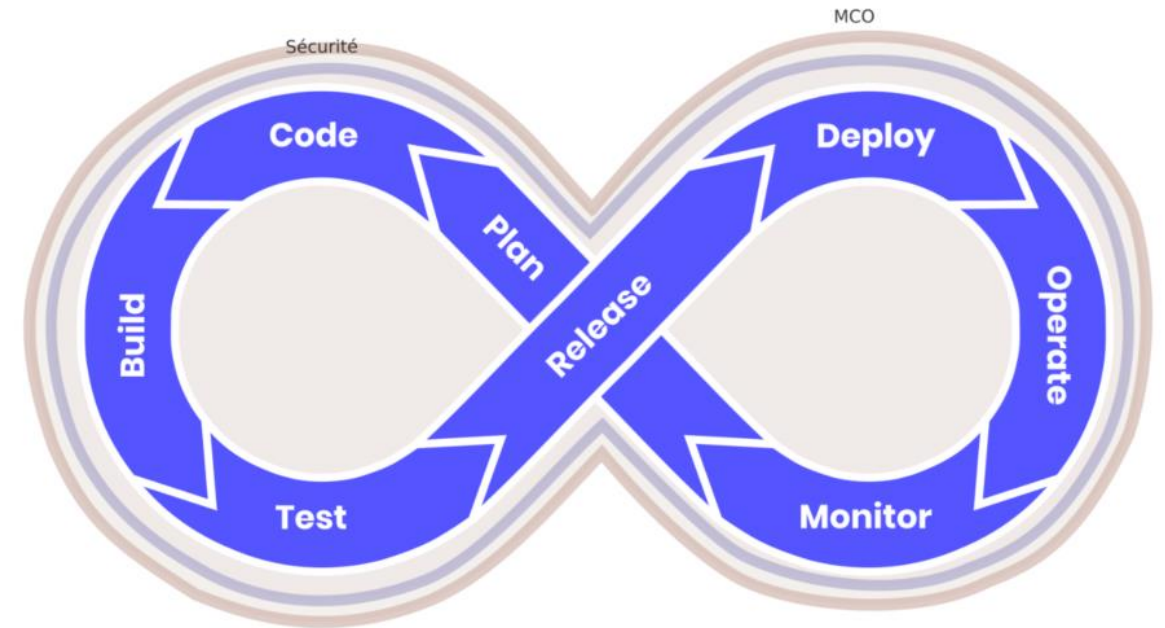 MCO
Sécurité
Code
Deploy
Plan
Release
Build
Operate
Test
Monitor